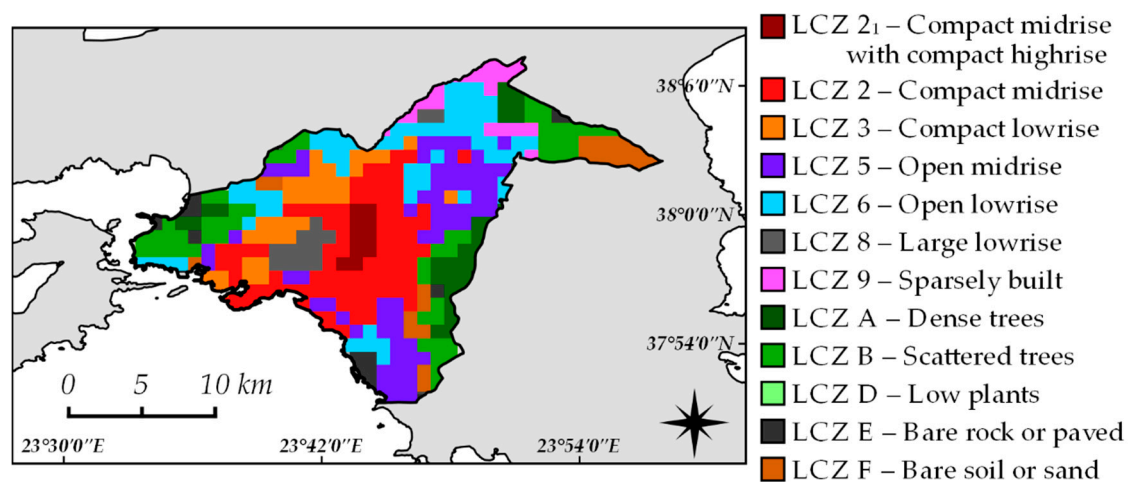 LCZ 2₁ – Compact midrise
with compact highrise
LCZ 2 – Compact midrise
LCZ 3 – Compact lowrise
LCZ 5 – Open midrise
LCZ 6 – Open lowrise
LCZ 8 – Large lowrise
LCZ 9 – Sparsely built
LCZ A – Dense trees
LCZ B – Scattered trees
LCZ D – Low plants
LCZ E – Bare rock or paved
LCZ F – Bare soil or sand
38°6'0''N
38°0'0''N
37°54'0''N
0 5 10 km
23°30'0''E 23°42'0''E 23°54'0''E